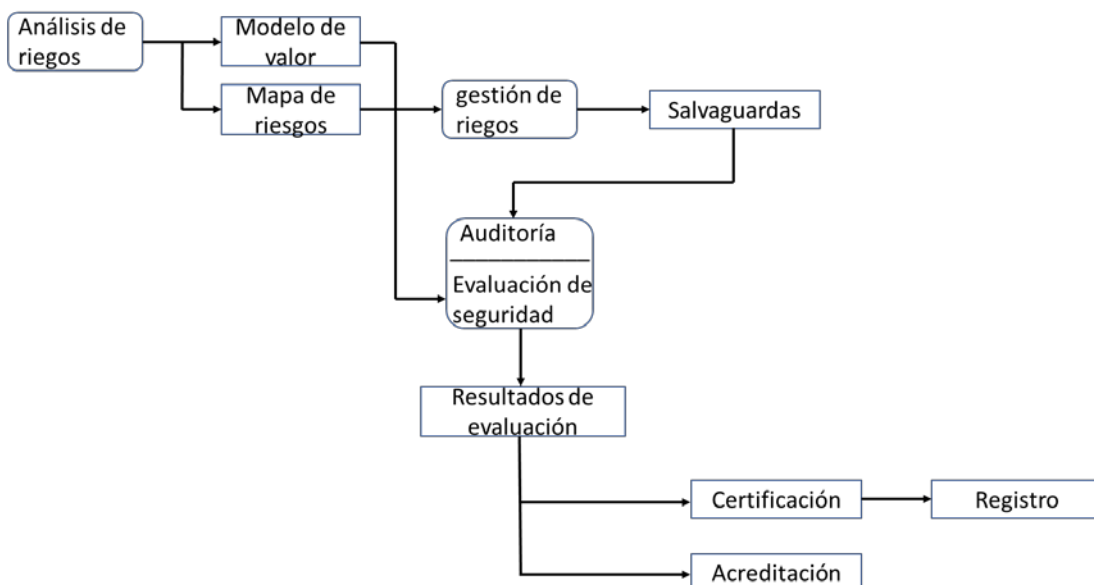 Análisis de
riegos
Modelo de
valor
Mapa de
riesgos
gestión de
riegos
Salvaguardas
Auditoría
Evaluación de
seguridad
Resultados de
evaluación
Certificación
Registro
Acreditación